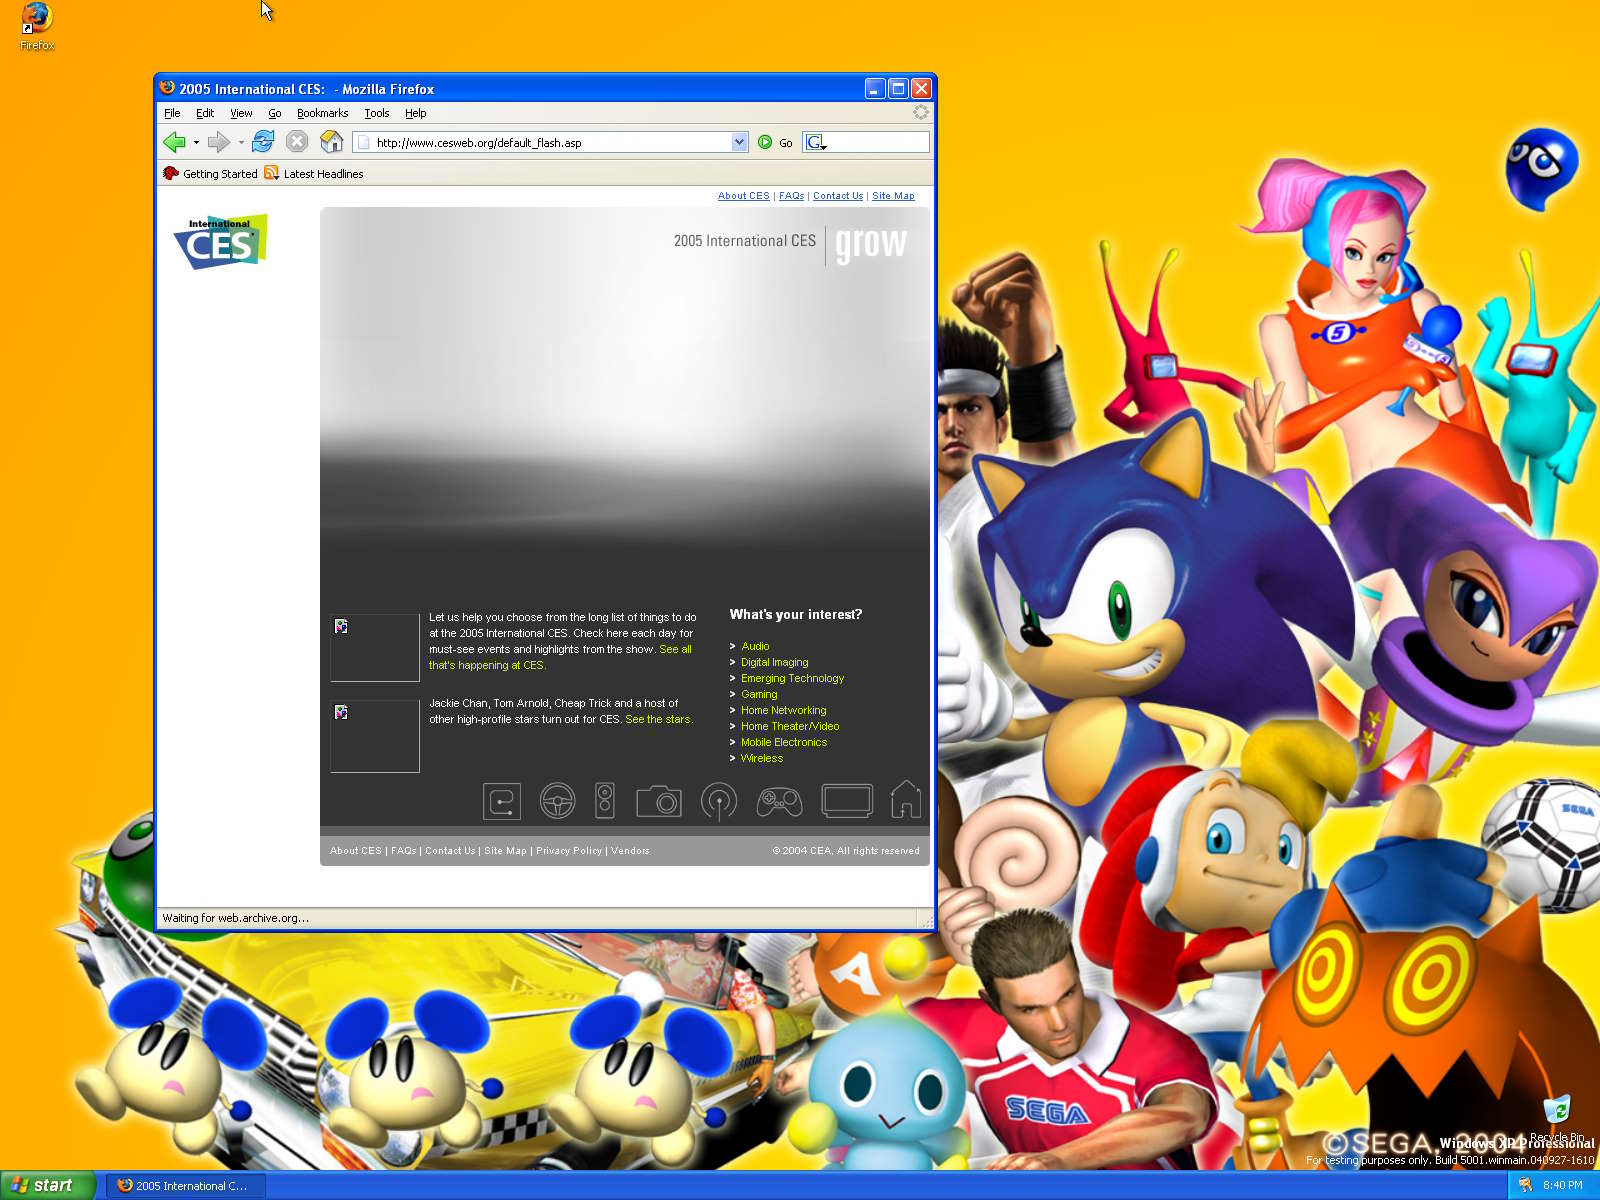 Firefox
2005 International CES:  - Mozilla Firefox
File Edit View Go Bookmarks Tools Help
http://www.cesweb.org/default_flash.asp
Go
G
Getting Started
Latest Headlines
About CES | FAQs | Contact Us | Site Map
International
CES
2005 International CES | grow
Let us help you choose from the long list of things to do
at the 2005 International CES. Check here each day for
must-see events and highlights from the show. See all
that's happening at CES.
Jackie Chan, Tom Arnold, Cheap Trick and a host of
other high-profile stars turn out for CES. See the stars.
What's your interest?
> Audio
> Digital Imaging
> Emerging Technology
> Gaming
> Home Networking
> Home Theater/Video
> Mobile Electronics
> Wireless
About CES | FAQs | Contact Us | Site Map | Privacy Policy | Vendors
© 2004 CEA, All rights reserved
Waiting for web.archive.org...
5
SEGA
A
SEGA
©SEGA, 2004
Recycle Bin
Windows XP Professional
For testing purposes only. Build 5001.winmain.040927-1610
start
2005 International C...
8:40 PM